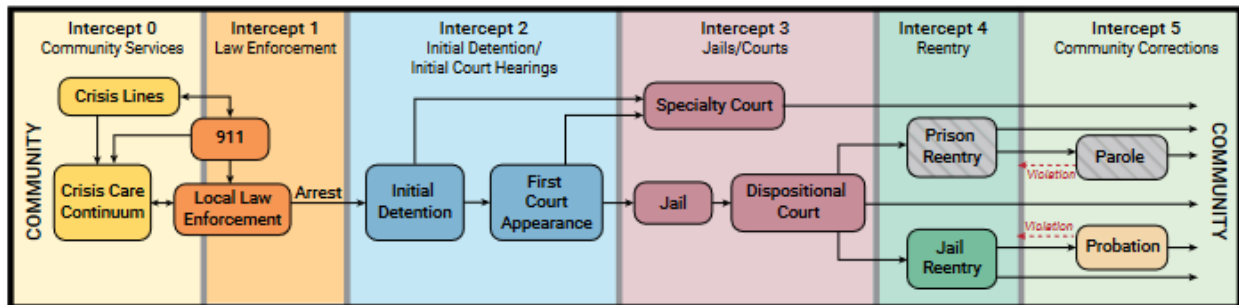 Intercept 0
Community Services
Intercept 1
Law Enforcement
Intercept 2
Initial Detention/
Initial Court Hearings
Intercept 3
Jails/Courts
Intercept 4
Reentry
Intercept 5
Community Corrections
COMMUNITY
Crisis Lines
911
Crisis Care
Continuum
Local Law
Enforcement
Arrest
Initial
Detention
First
Court
Appearance
Specialty Court
Jail
Dispositional
Court
Prison
Reentry
Violation
Parole
Jail
Reentry
Violation
Probation
COMMUNITY